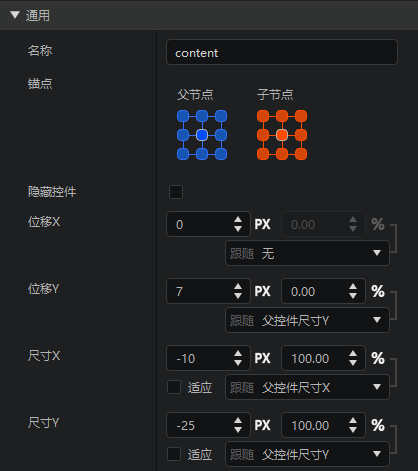 通用
名称 content
锚点 父节点 子节点
隐藏控件
位移X 0 PX 0.00 %
跟随 无
位移Y 7 PX 0.00 %
跟随 父控件尺寸Y
尺寸X -10 PX 100.00 %
适应 跟随 父控件尺寸X
尺寸Y -25 PX 100.00 %
适应 跟随 父控件尺寸Y